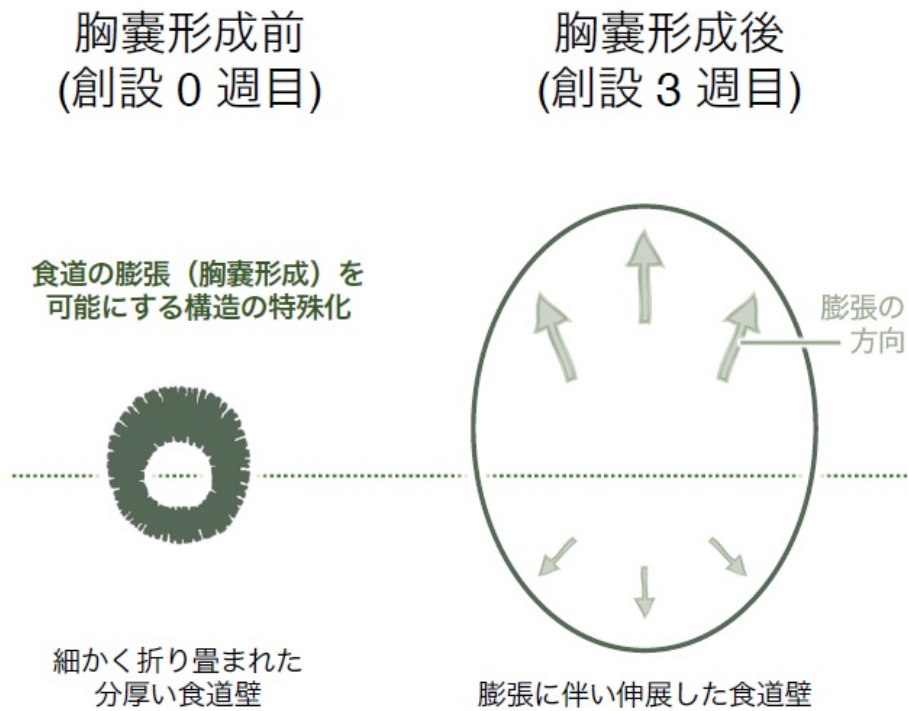 胸嚢形成前
(創設 0 週目)
胸嚢形成後
(創設 3 週目)
食道の膨張（胸嚢形成）を
可能にする構造の特殊化
膨張の
方向
細かく折り畳まれた
分厚い食道壁
膨張に伴い伸展した食道壁